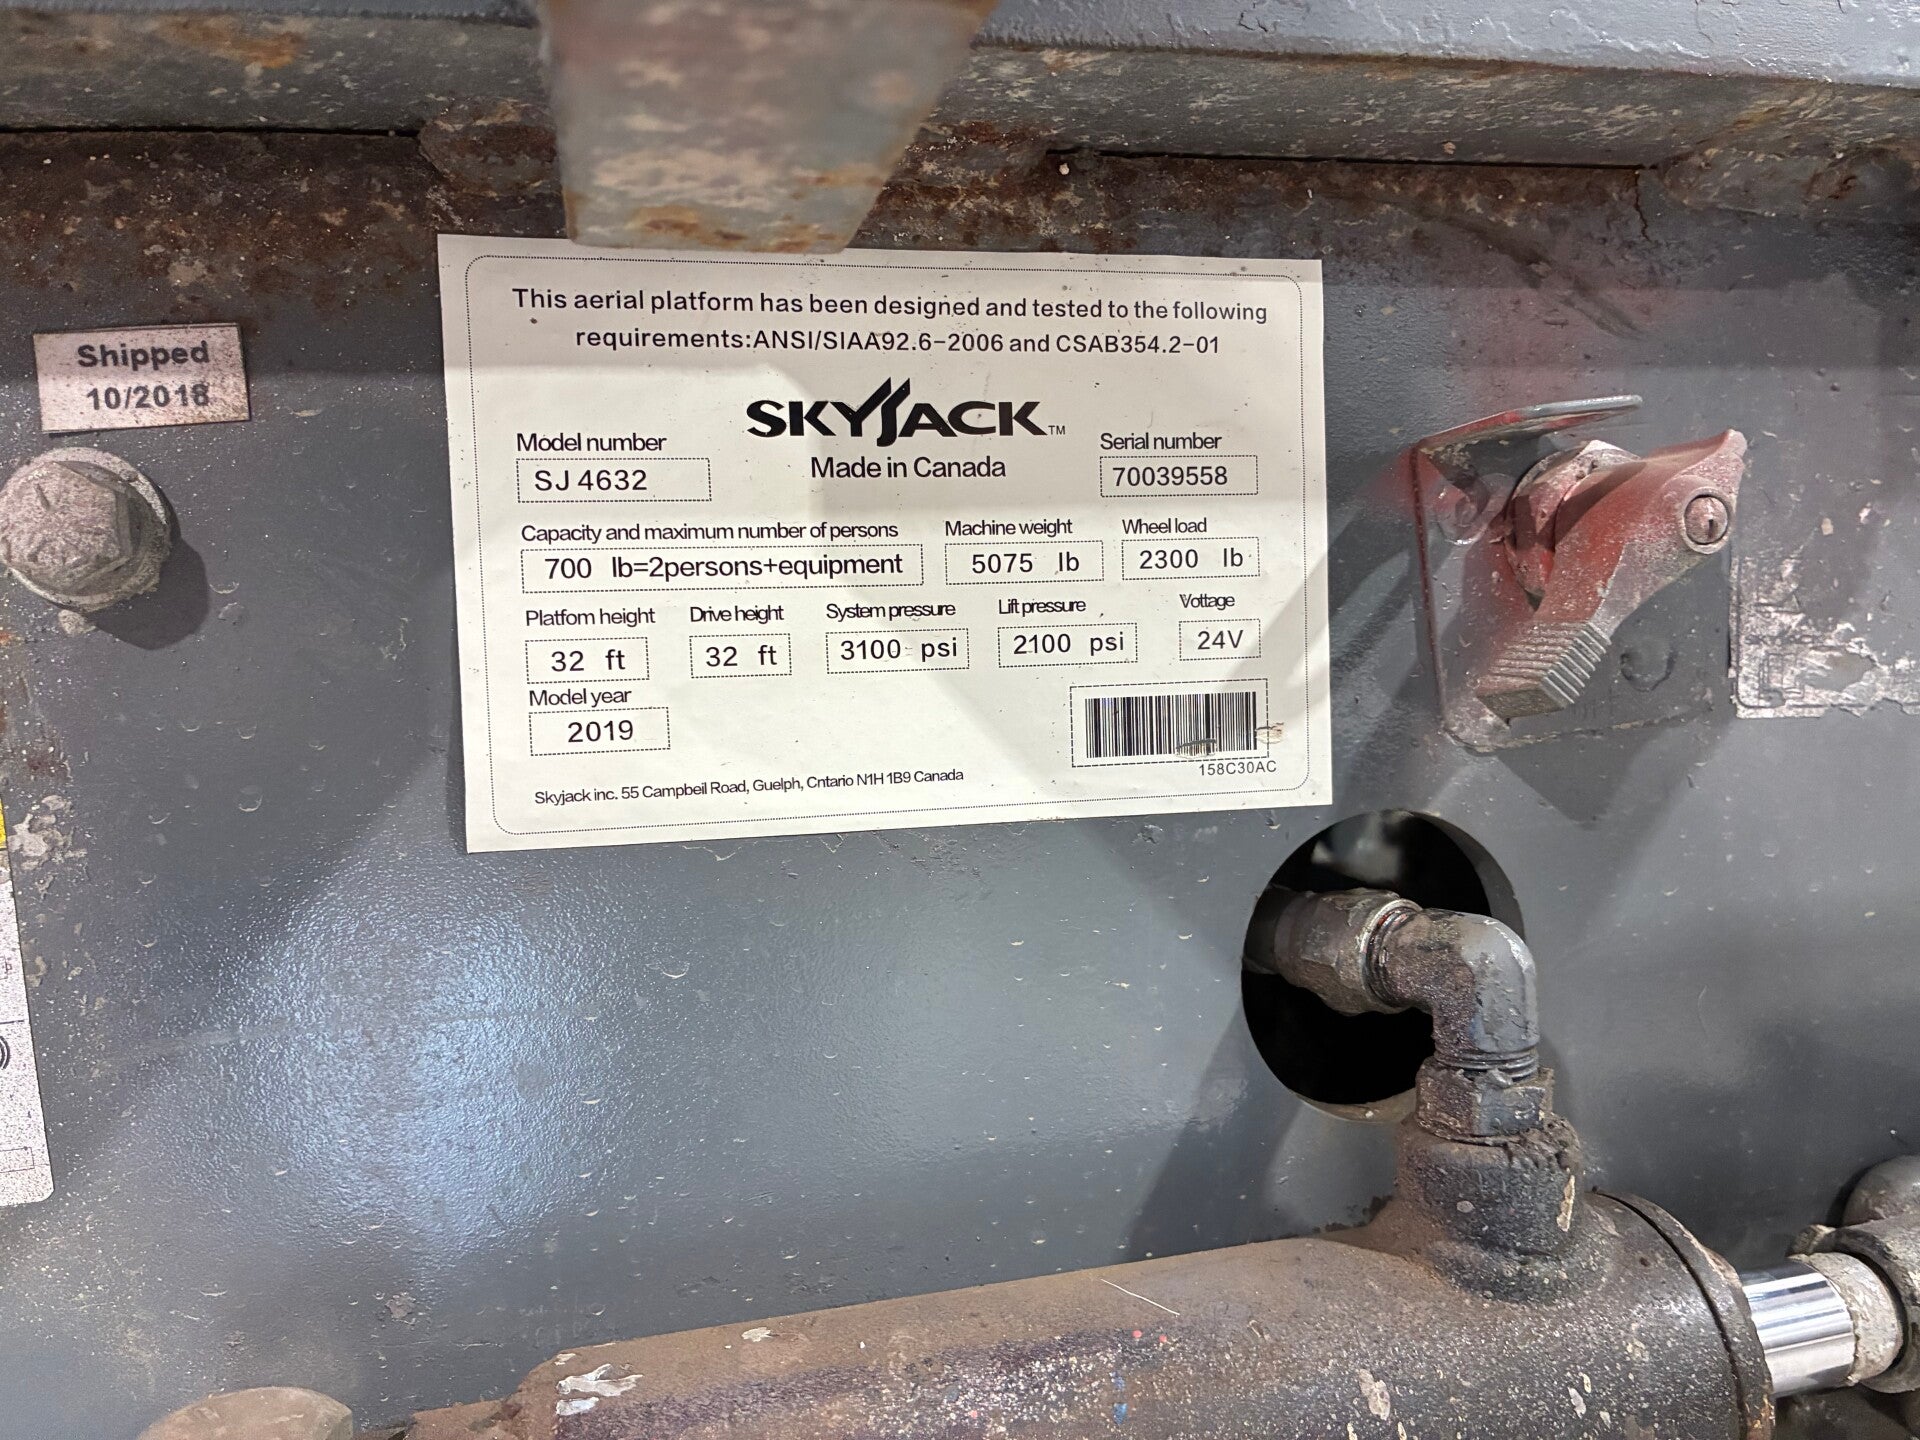 Shipped
10/2018
This aerial platform has been designed and tested to the following
requirements:ANSI/SIAA92.6-2006 and CSAB354.2-01
SKYJACK™
Made in Canada
Model number
SJ 4632
Serial number
70039558
Capacity and maximum number of persons
700 lb=2persons+equipment
Machine weight
5075 lb
Wheel load
2300 lb
Platfom height
32 ft
Drive height
32 ft
System pressure
3100 psi
Lift pressure
2100 psi
Vottage
24V
Model year
2019
158C30AC
Skyjack inc. 55 Campbeil Road, Guelph, Cntario N1H 1B9 Canada
SKYJACK